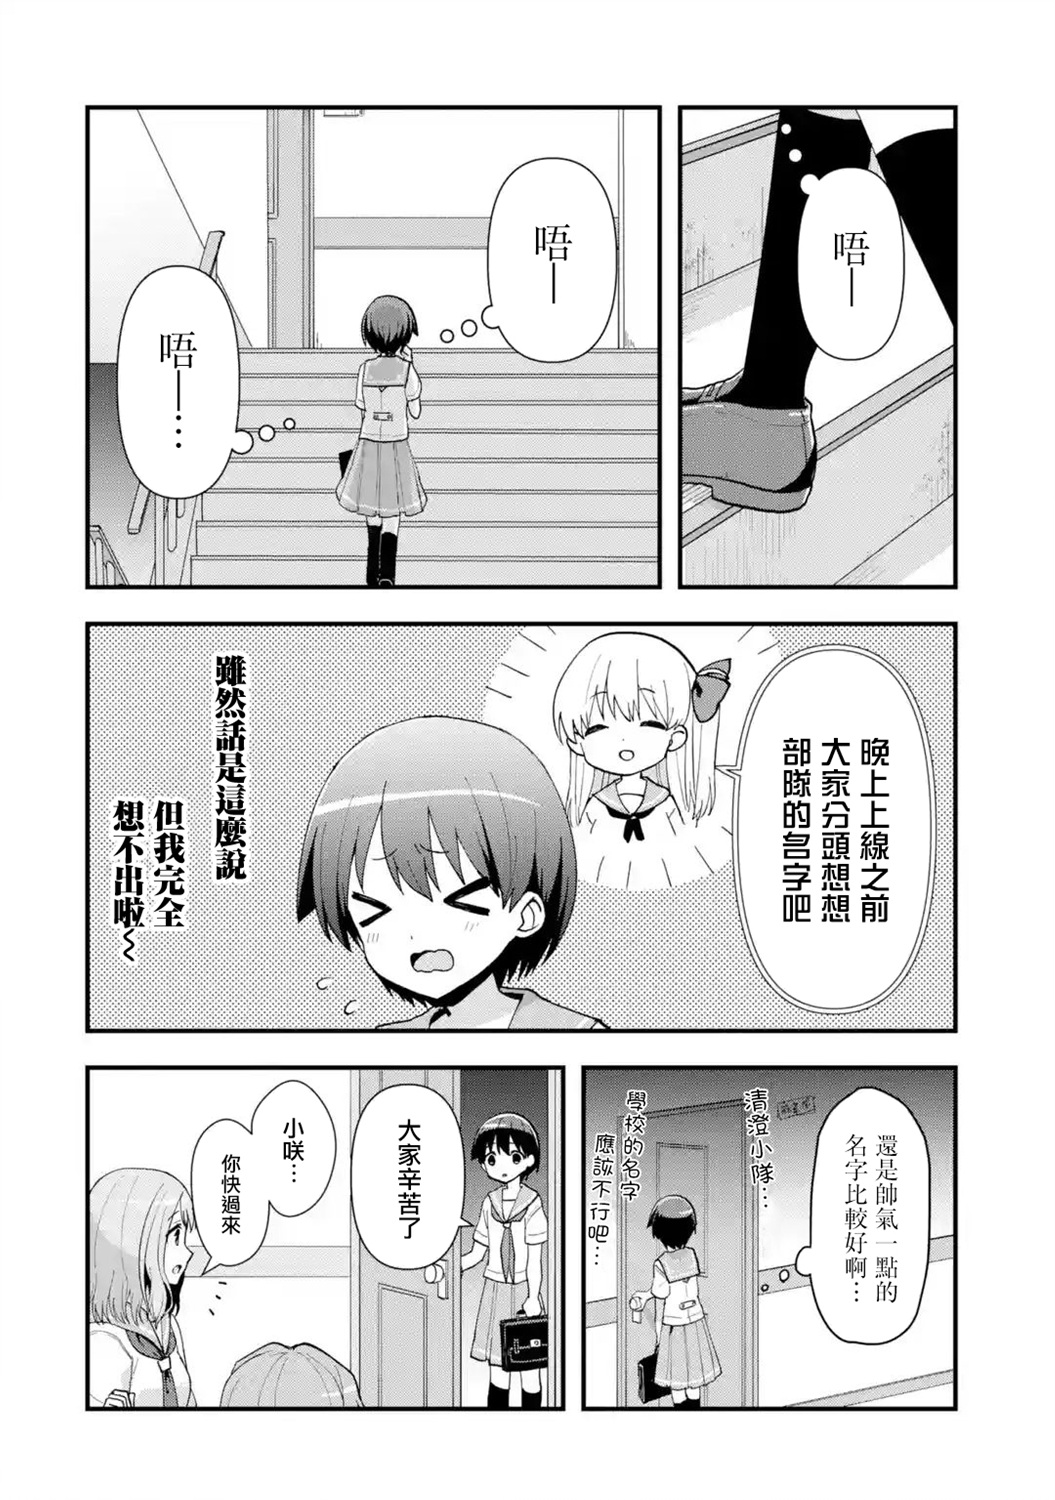 唔—
唔—
唔—…
晚上上線之前
大家分頭想想
部隊的名字吧
雖然話是這麼說
但我完全
想不出啦~
還是帥氣一點的
名字比較好啊…
清澄小隊…
學校的名字
應該不行吧…
大家辛苦了
小咲…
你快過來